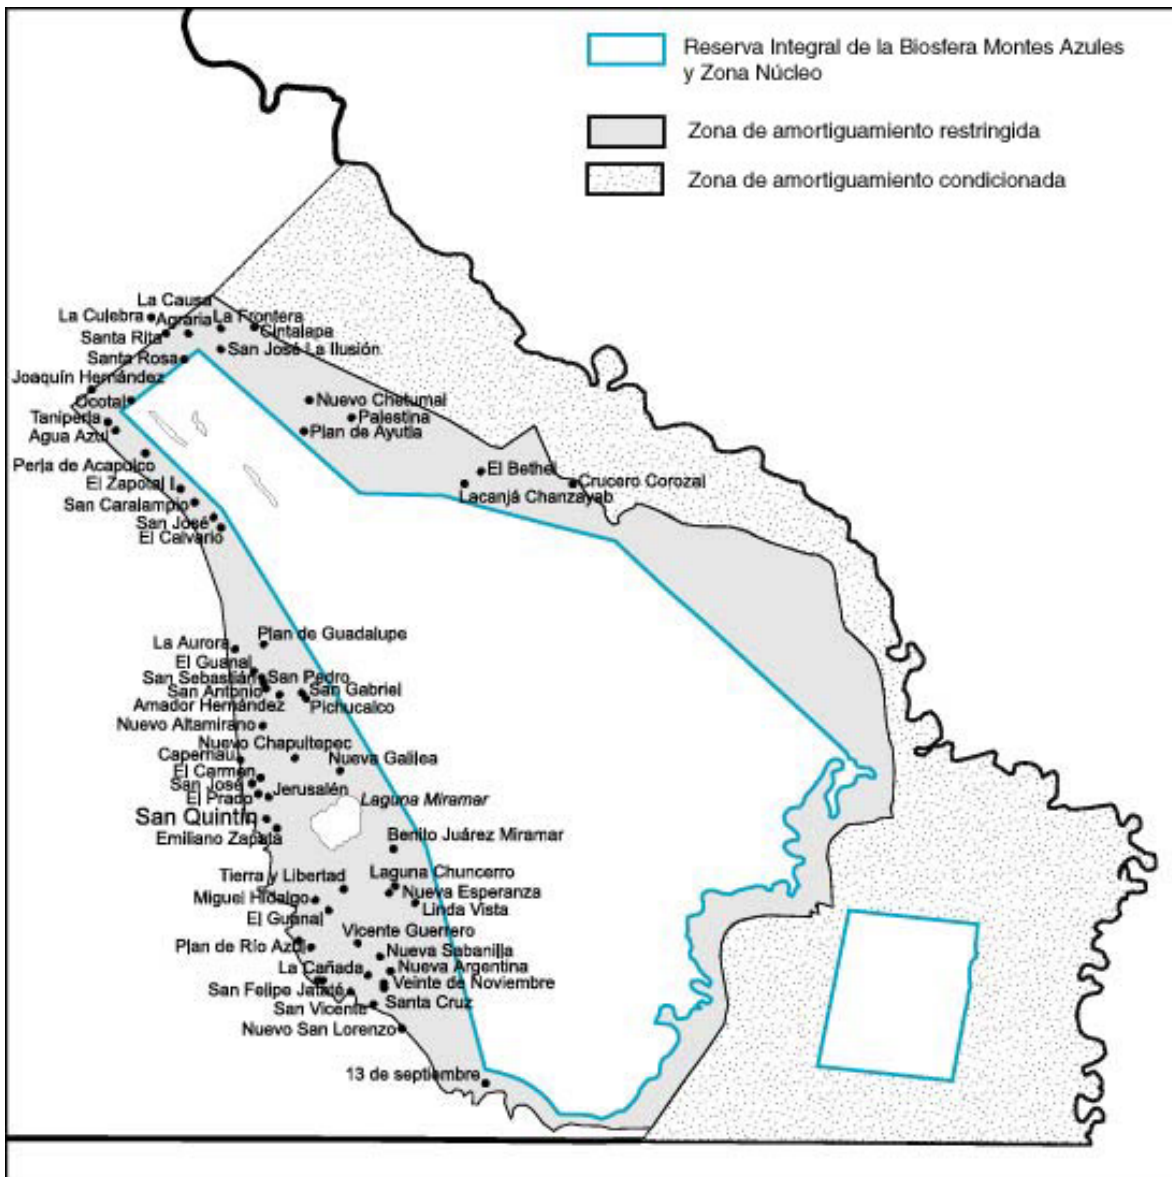 Reserva Integral de la Biosfera Montes Azules
y Zona Núcleo
Zona de amortiguamiento restringida
Zona de amortiguamiento condicionada
La Causa
Agraria
La Culebra
La Frontera
Cintalapa
Santa Rita
San José La Ilusión
Santa Rosa
Joaquín Hernández
Ocotal
Nuevo Chetumal
Taniperla
Palestina
Agua Azul
Plan de Ayutla
Perla de Acapulco
El Bethel
El Zapotal I
Crucero Corozal
Lacanjá Chanzayab
San Caralampio
San José
El Calvario
Plan de Guadalupe
La Aurora
El Guanal
San Sebastián
San Pedro
San Antonio
San Gabriel
Amador Hernández
Pichucalco
Nuevo Altamirano
Nuevo Chapultepec
Capernau
Nueva Galilea
El Carmen
San José
Jerusalén
El Prado
Laguna Miramar
San Quintín
Emiliano Zapata
Benito Juárez Miramar
Tierra y Libertad
Laguna Chuncerro
Miguel Hidalgo
Nueva Esperanza
El Guanal
Linda Vista
Vicente Guerrero
Plan de Río Azul
Nueva Sabanilla
La Cañada
Nueva Argentina
San Felipe Jataté
Veinte de Noviembre
San Vicente
Santa Cruz
Nuevo San Lorenzo
13 de septiembre